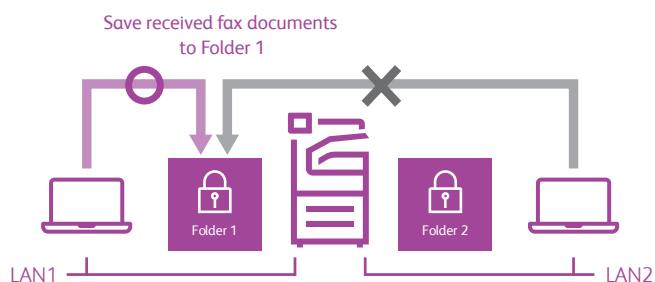 Save received fax documents
to Folder 1
Folder 1
Folder 2
LAN1
LAN2